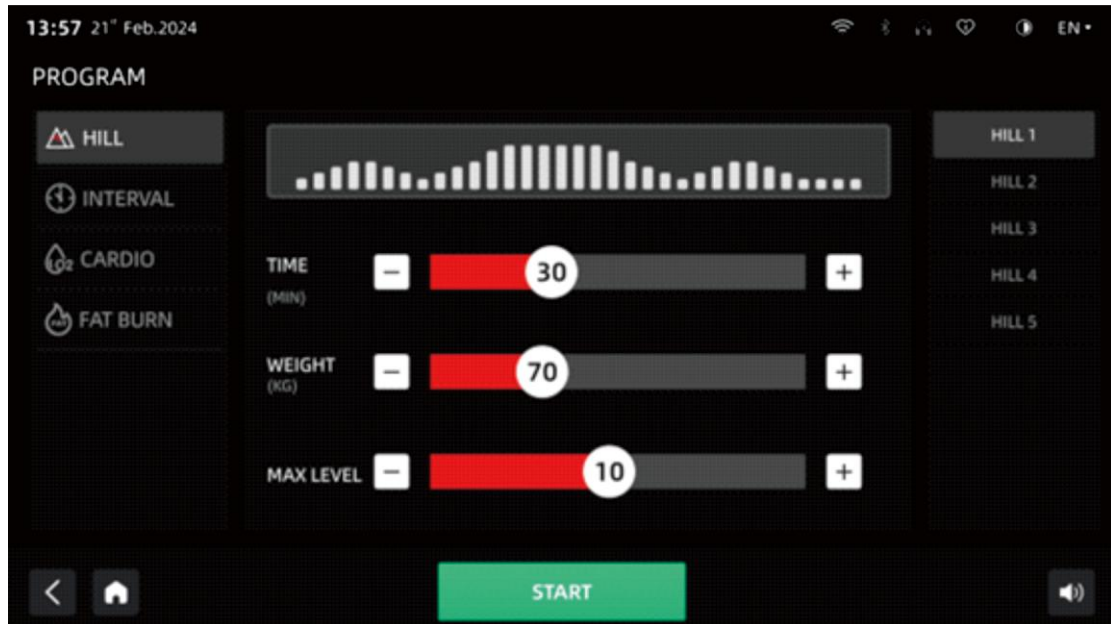 13:57 21" Feb.2024
EN
PROGRAM
HILL
INTERVAL
CARDIO
FAT BURN
TIME
(MIN)
30
WEIGHT
(KG)
70
MAX LEVEL
10
HILL 1
HILL 2
HILL 3
HILL 4
HILL 5
START